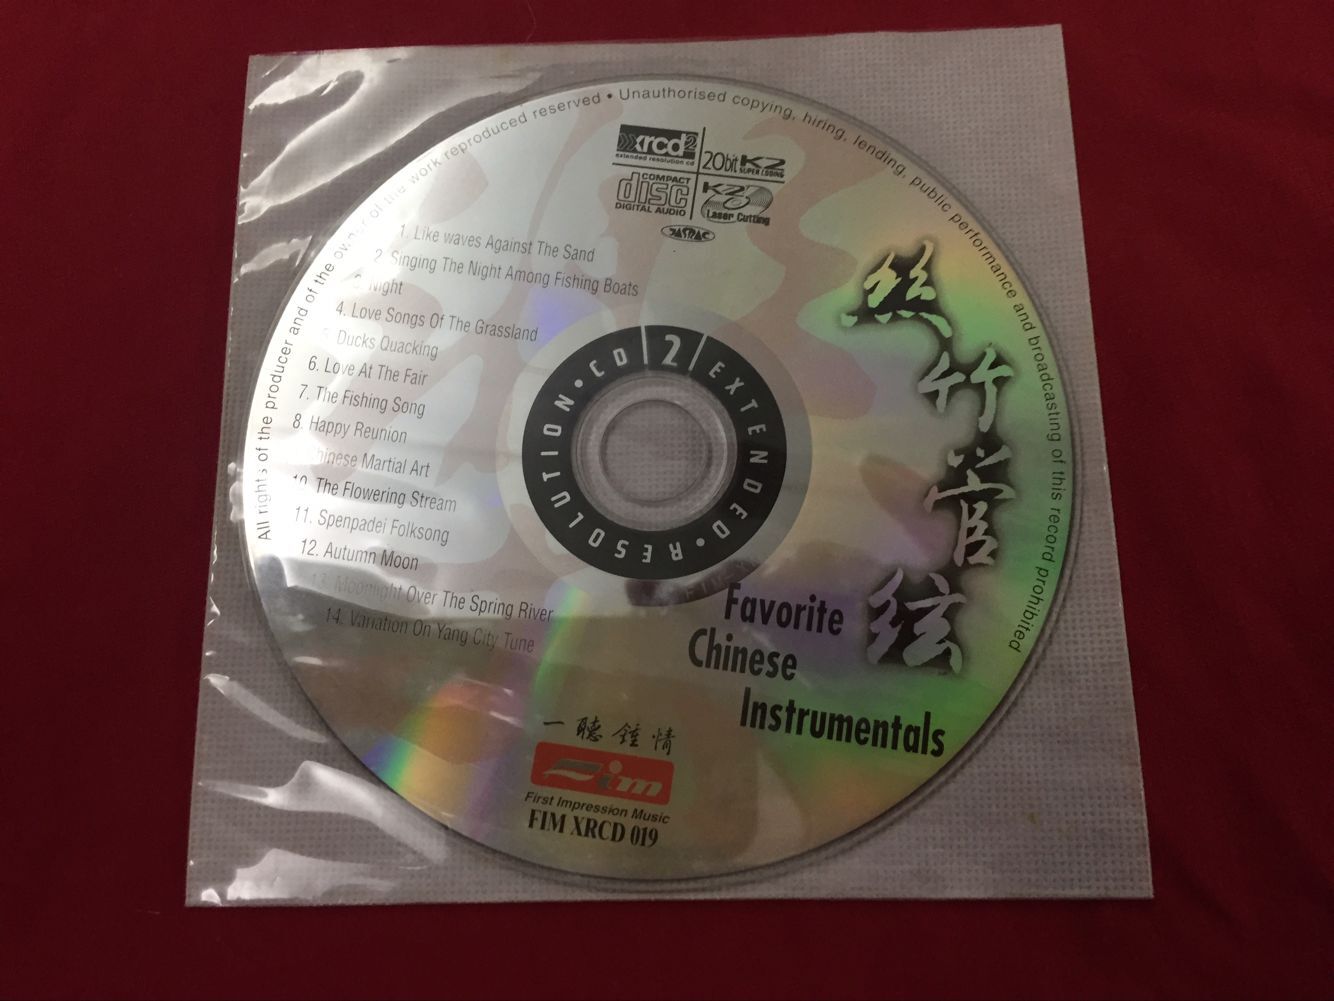 All rights of the producer and of the owner of the work reproduced reserved • Unauthorised copying, hiring, lending, public performance and broadcasting of this record prohibited
xrcd2
extended resolution cd
20bit K2
SUPER CODING
COMPACT
disc
DIGITAL AUDIO
K2
Laser Cutting
JASRAC
1. Like waves Against The Sand
2. Singing The Night Among Fishing Boats
3. Night
4. Love Songs Of The Grassland
5. Ducks Quacking
6. Love At The Fair
7. The Fishing Song
8. Happy Reunion
Chinese Martial Art
10. The Flowering Stream
11. Spenpadei Folksong
12. Autumn Moon
13. Moonlight Over The Spring River
14. Variation On Yang City Tune
CD 2 EXTENDED • RESOLUTION •
絲竹管弦
Favorite
Chinese
Instrumentals
一聽鍾情
Fim
First Impression Music
FIM XRCD 019